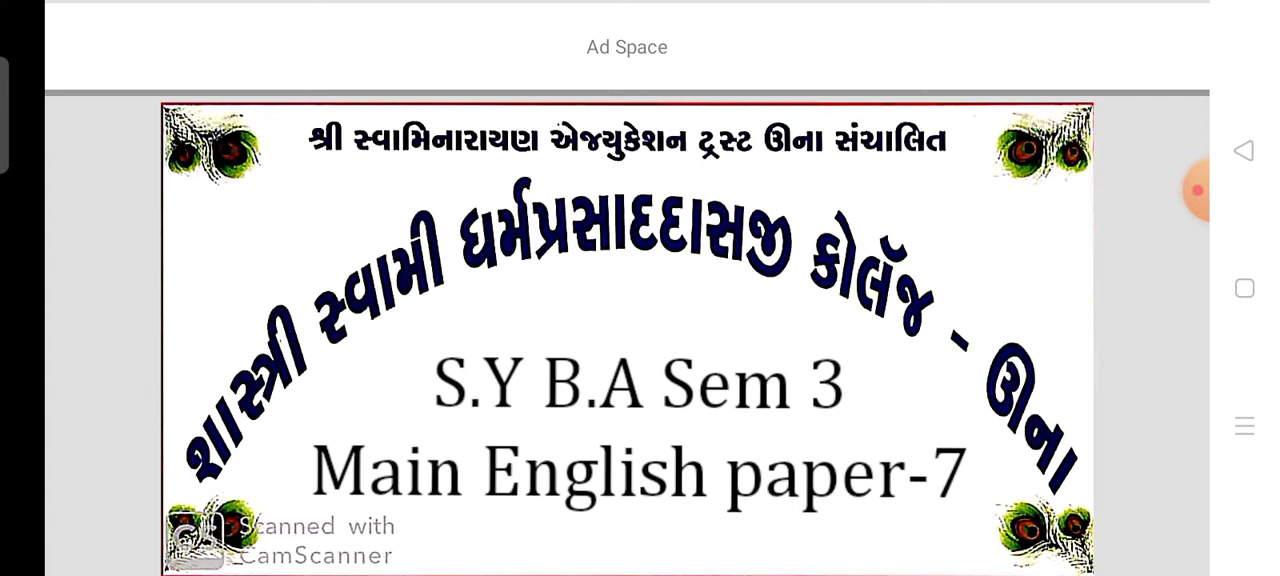 Ad Space
શ્રી સ્વામિનારાયણ એજયુકેશન ટ્રસ્ટ ઊના સંચાલિત
શાસ્ત્રી સ્વામી ધર્મપ્રસાદદાસજી કોલૅજ - ઊના
S.Y B.A Sem 3
Main English paper-7
Scanned with
CamScanner